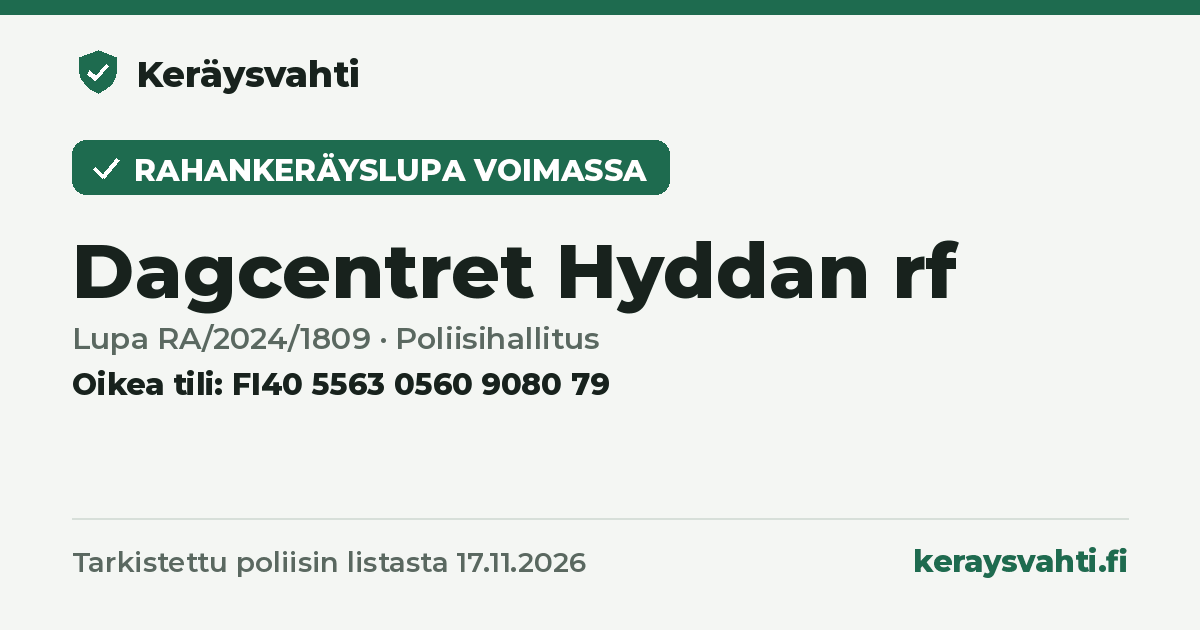 Keräysvahti
RAHANKERÄYSLUPA VOIMASSA
Dagcentret Hyddan rf
Lupa RA/2024/1809 · Poliisihallitus
Oikea tili: FI40 5563 0560 9080 79
Tarkistettu poliisin listasta 17.11.2026
keraysvahti.fi